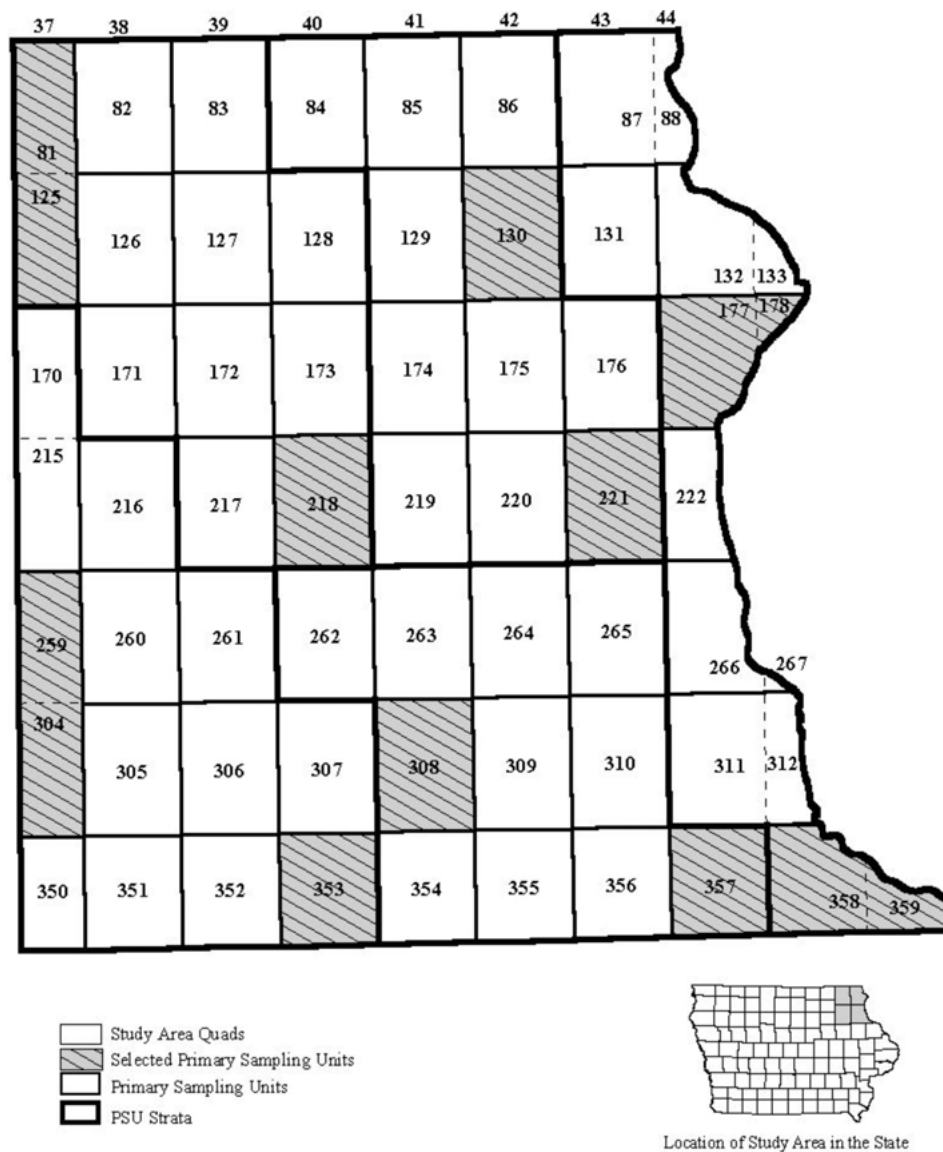 37 38 39 40 41 42 43 44
82 83 84 85 86 87 88
81
125
126 127 128 129 130 131 132 133
177 178
170 171 172 173 174 175 176
215
216 217 218 219 220 221 222
259 260 261 262 263 264 265 266 267
304
305 306 307 308 309 310 311 312
350 351 352 353 354 355 356 357 358 359
Study Area Quads
Selected Primary Sampling Units
Primary Sampling Units
PSU Strata
Location of Study Area in the State